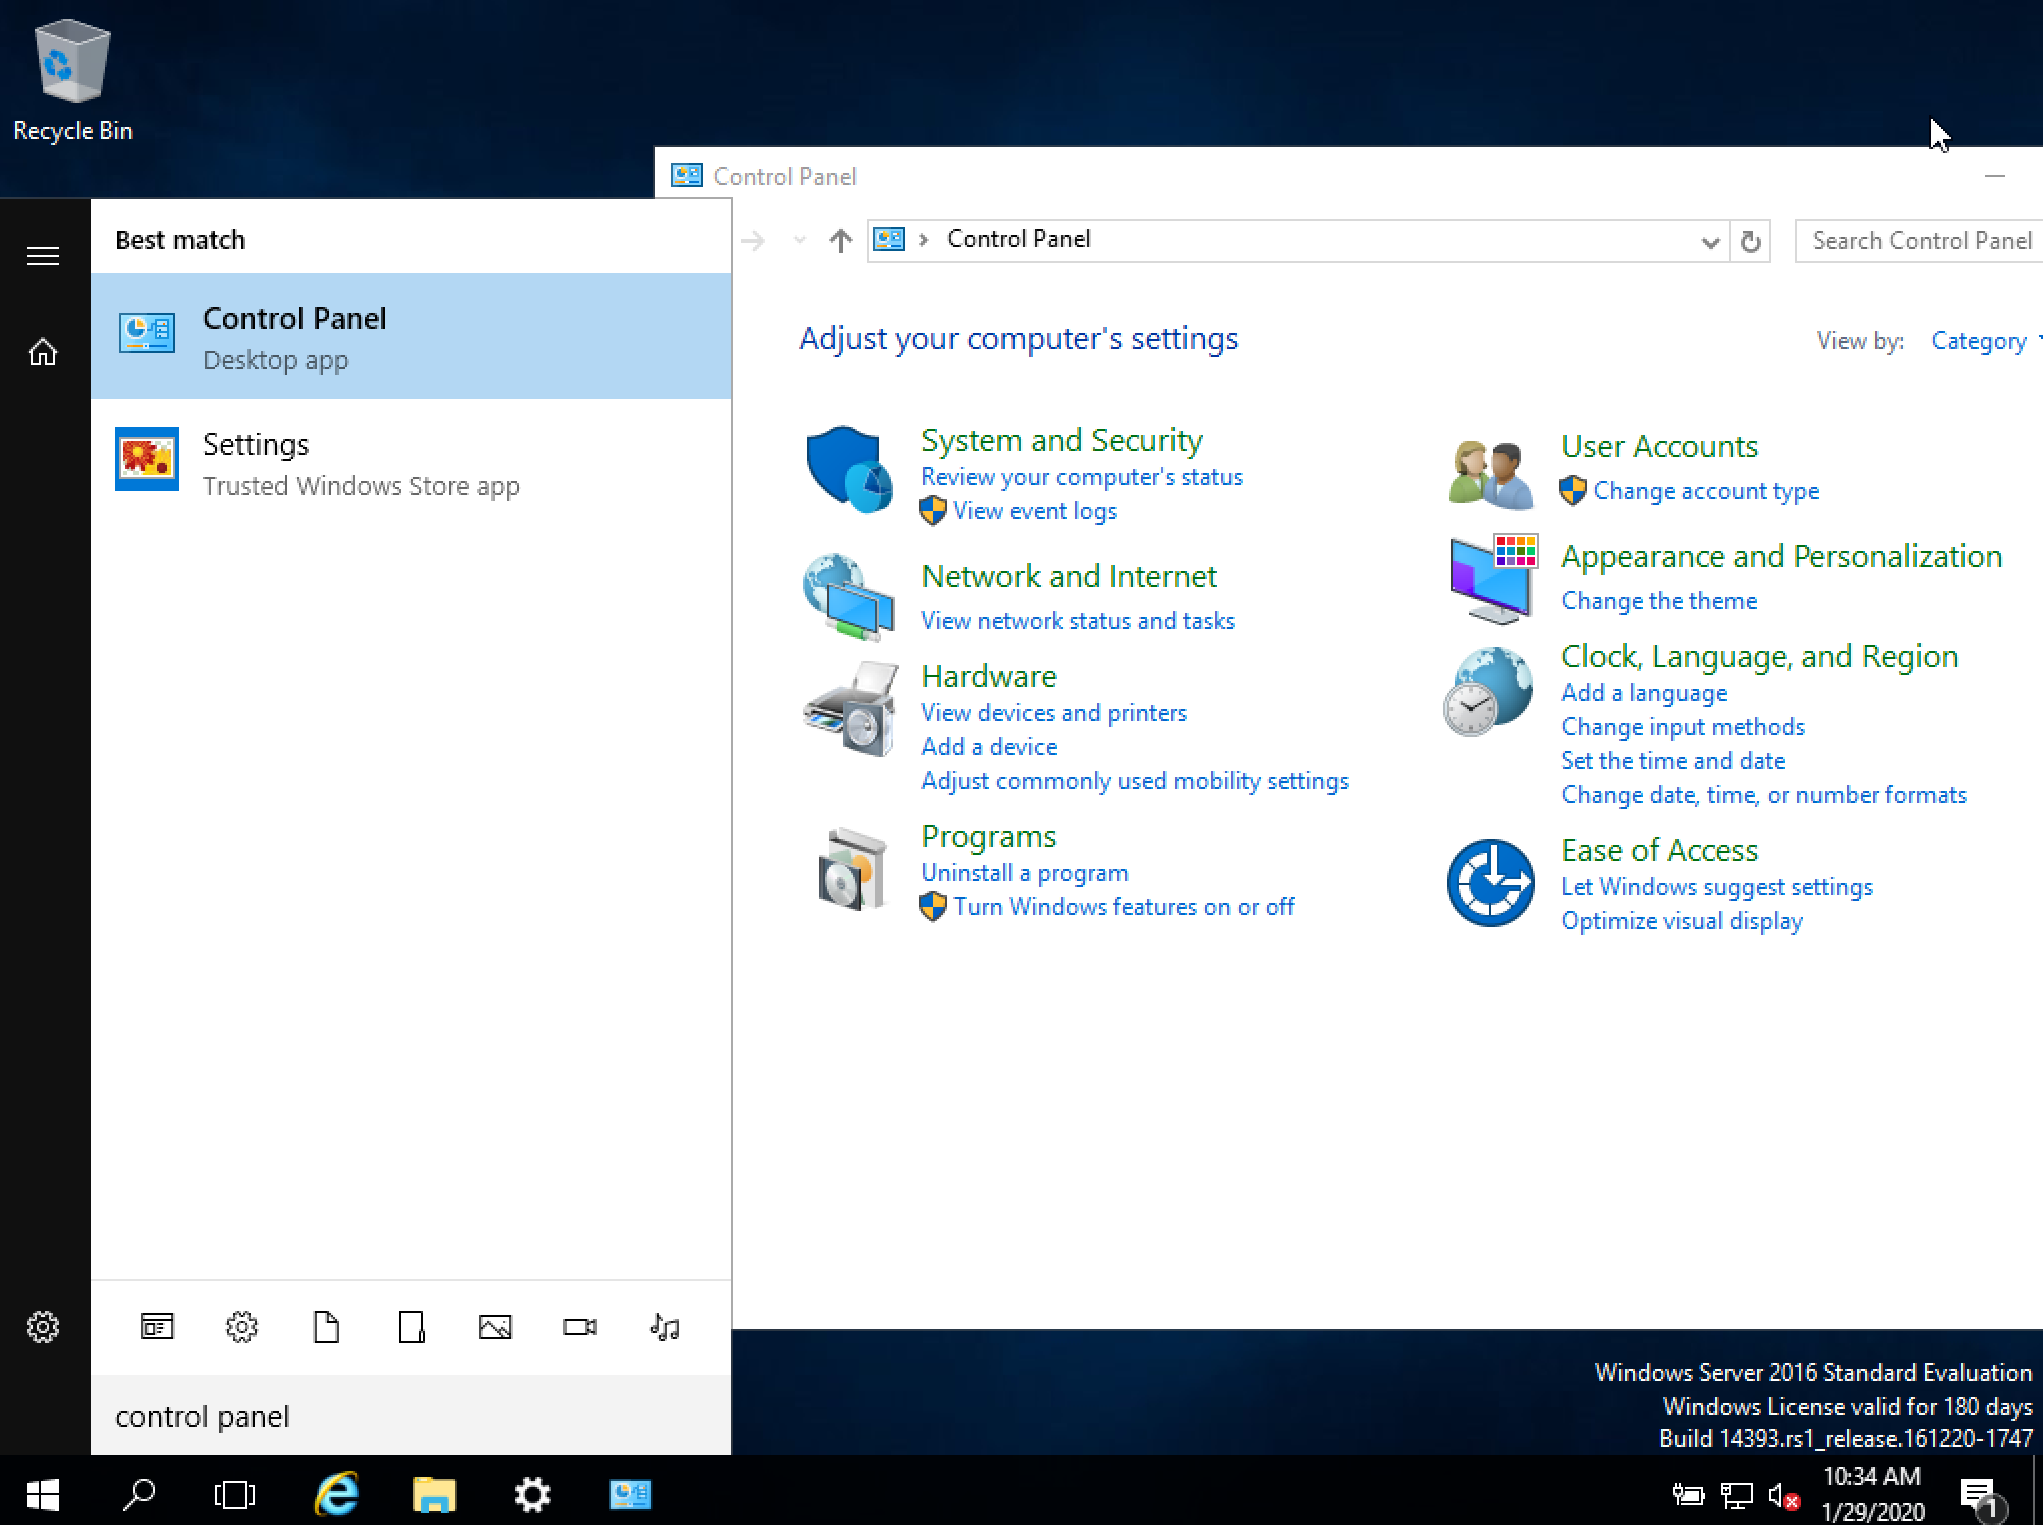 Recycle Bin
Control Panel
Best match
Control Panel
Desktop app
Settings
Trusted Windows Store app
control panel
Control Panel
Search Control Panel
Adjust your computer's settings
View by: Category
System and Security
Review your computer's status
View event logs
Network and Internet
View network status and tasks
Hardware
View devices and printers
Add a device
Adjust commonly used mobility settings
Programs
Uninstall a program
Turn Windows features on or off
User Accounts
Change account type
Appearance and Personalization
Change the theme
Clock, Language, and Region
Add a language
Change input methods
Set the time and date
Change date, time, or number formats
Ease of Access
Let Windows suggest settings
Optimize visual display
Windows Server 2016 Standard Evaluation
Windows License valid for 180 days
Build 14393.rs1_release.161220-1747
10:34 AM
1/29/2020
1